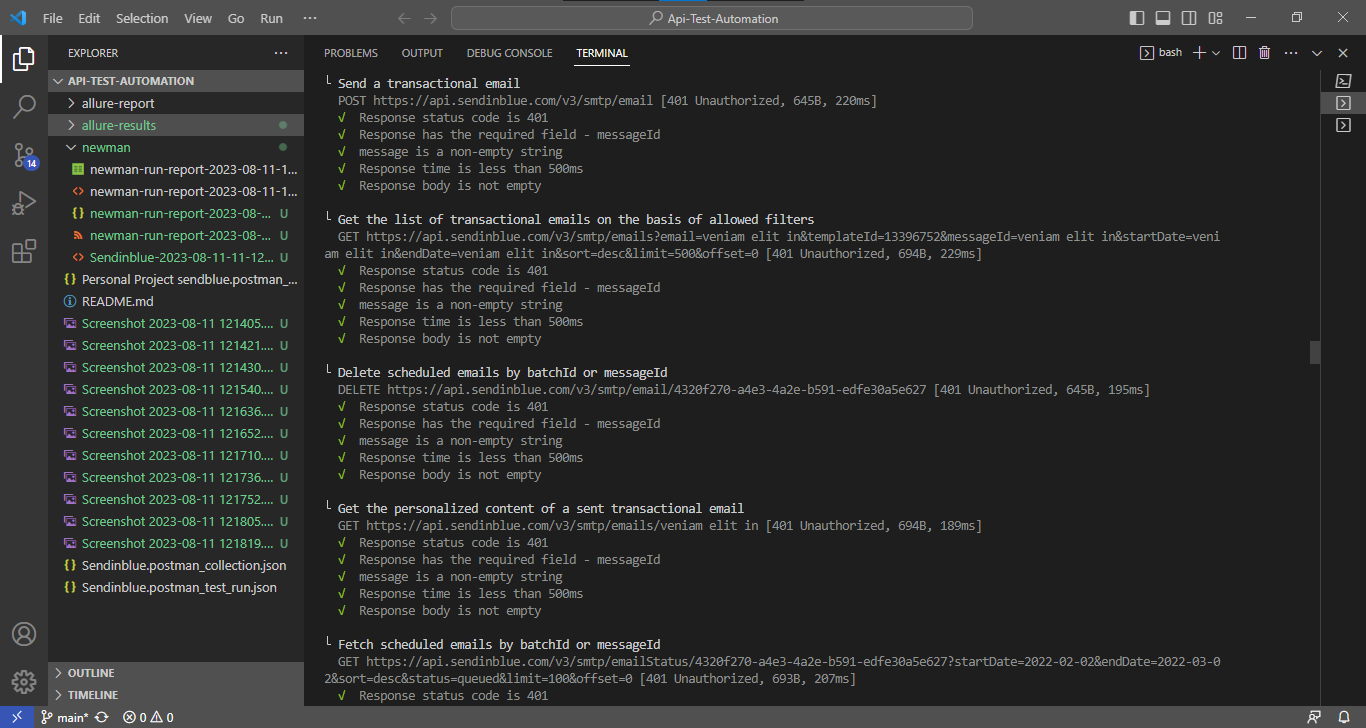 File Edit Selection View Go Run ··· Api-Test-Automation
EXPLORER ···
API-TEST-AUTOMATION
allure-report
allure-results
newman
newman-run-report-2023-08-11-1...
newman-run-report-2023-08-11-1...
newman-run-report-2023-08-... U
newman-run-report-2023-08-... U
Sendinblue-2023-08-11-11-12... U
Personal Project sendblue.postman_...
README.md
Screenshot 2023-08-11 121405.... U
Screenshot 2023-08-11 121421.... U
Screenshot 2023-08-11 121430.... U
Screenshot 2023-08-11 121540.... U
Screenshot 2023-08-11 121636.... U
Screenshot 2023-08-11 121652.... U
Screenshot 2023-08-11 121710.... U
Screenshot 2023-08-11 121736.... U
Screenshot 2023-08-11 121752.... U
Screenshot 2023-08-11 121805.... U
Screenshot 2023-08-11 121819.... U
Sendinblue.postman_collection.json
Sendinblue.postman_test_run.json
OUTLINE
TIMELINE
14
PROBLEMS OUTPUT DEBUG CONSOLE TERMINAL bash ···
└ Send a transactional email
POST https://api.sendinblue.com/v3/smtp/email [401 Unauthorized, 645B, 220ms]
√ Response status code is 401
√ Response has the required field - messageId
√ message is a non-empty string
√ Response time is less than 500ms
√ Response body is not empty
└ Get the list of transactional emails on the basis of allowed filters
GET https://api.sendinblue.com/v3/smtp/emails?email=veniam elit in&templateId=13396752&messageId=veniam elit in&startDate=veni
am elit in&endDate=veniam elit in&sort=desc&limit=500&offset=0 [401 Unauthorized, 694B, 229ms]
√ Response status code is 401
√ Response has the required field - messageId
√ message is a non-empty string
√ Response time is less than 500ms
√ Response body is not empty
└ Delete scheduled emails by batchId or messageId
DELETE https://api.sendinblue.com/v3/smtp/email/4320f270-a4e3-4a2e-b591-edfe30a5e627 [401 Unauthorized, 645B, 195ms]
√ Response status code is 401
√ Response has the required field - messageId
√ message is a non-empty string
√ Response time is less than 500ms
√ Response body is not empty
└ Get the personalized content of a sent transactional email
GET https://api.sendinblue.com/v3/smtp/emails/veniam elit in [401 Unauthorized, 694B, 189ms]
√ Response status code is 401
√ Response has the required field - messageId
√ message is a non-empty string
√ Response time is less than 500ms
√ Response body is not empty
└ Fetch scheduled emails by batchId or messageId
GET https://api.sendinblue.com/v3/smtp/emailStatus/4320f270-a4e3-4a2e-b591-edfe30a5e627?startDate=2022-02-02&endDate=2022-03-0
2&sort=desc&status=queued&limit=100&offset=0 [401 Unauthorized, 693B, 207ms]
√ Response status code is 401
main* 0 0